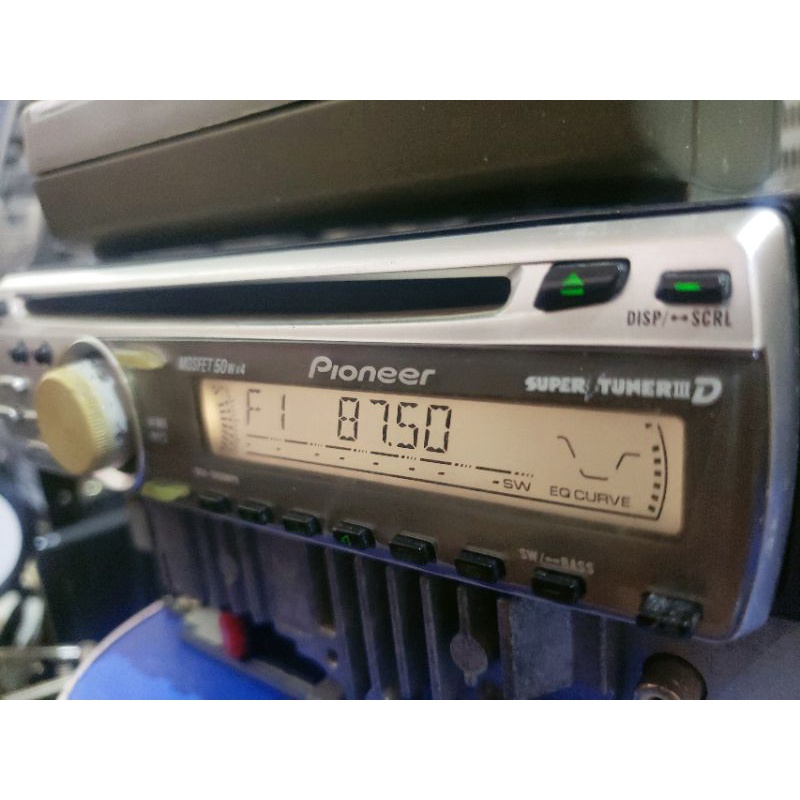 DISP/↔SCRL
MOSFET 50W×4
Pioneer
SUPER TUNER III D
F1 87.50
-SW EQ CURVE
SW/↔BASS